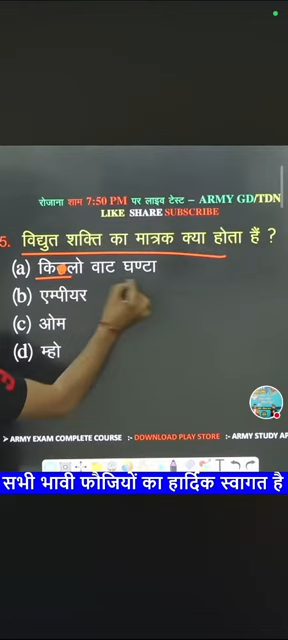 रोजाना शाम 7:50 PM पर लाइव टेस्ट – ARMY GD/TDN
LIKE SHARE SUBSCRIBE
5. विद्युत शक्ति का मात्रक क्या होता हैं ?
(a) किलो वाट घण्टा
(b) एम्पीयर
(c) ओम
(d) म्हो
➢ ARMY EXAM COMPLETE COURSE :- DOWNLOAD PLAY STORE :- ARMY STUDY AP
सभी भावी फौजियों का हार्दिक स्वागत है